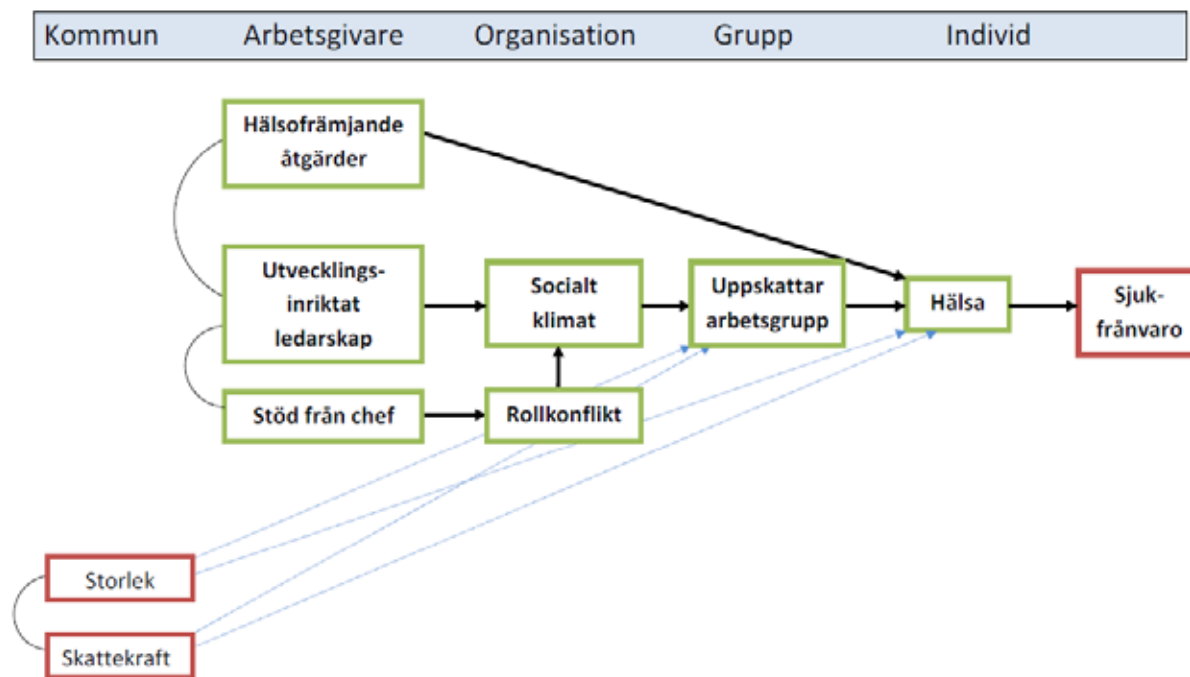 Kommun Arbetsgivare Organisation Grupp Individ
Hälsofrämjande
åtgärder
Utvecklings-
inriktat
ledarskap
Socialt
klimat
Uppskattar
arbetsgrupp
Hälsa
Sjuk-
frånvaro
Stöd från chef
Rollkonflikt
Storlek
Skattekraft